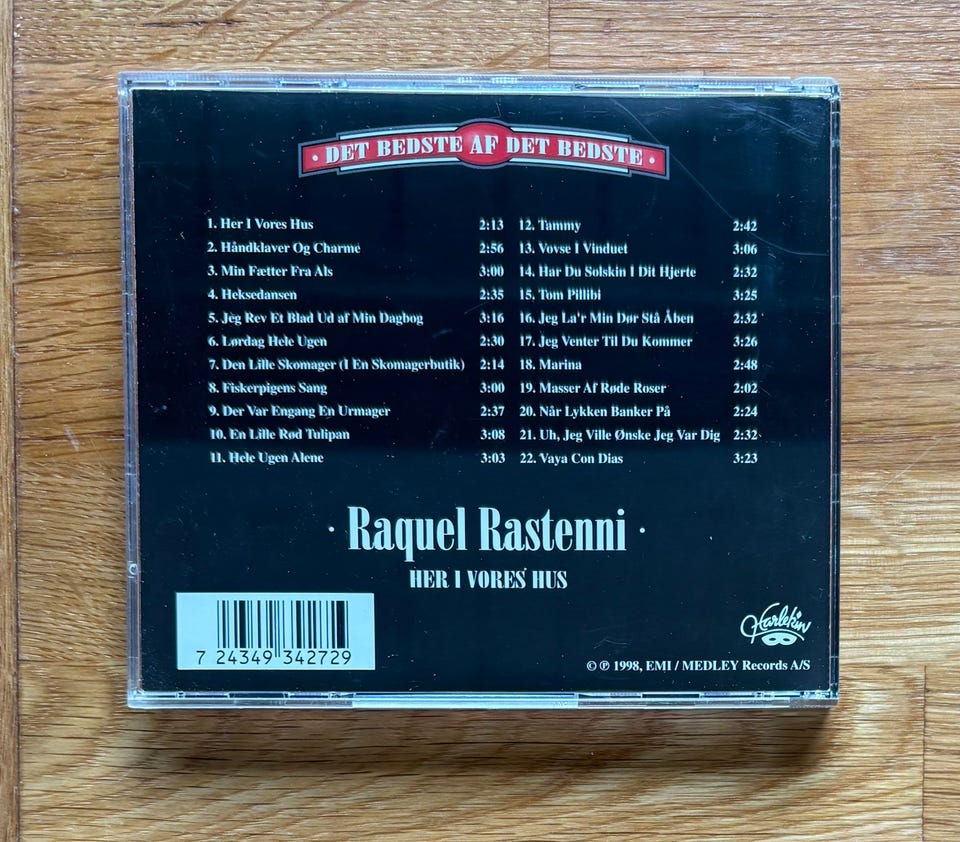 · DET BEDSTE AF DET BEDSTE ·
1. Her I Vores Hus 2:13
2. Håndklaver Og Charme 2:56
3. Min Fætter Fra Als 3:00
4. Heksedansen 2:35
5. Jeg Rev Et Blad Ud af Min Dagbog 3:16
6. Lørdag Hele Ugen 2:30
7. Den Lille Skomager (I En Skomagerbutik) 2:14
8. Fiskerpigens Sang 3:00
9. Der Var Engang En Urmager 2:37
10. En Lille Rød Tulipan 3:08
11. Hele Ugen Alene 3:03
12. Tammy 2:42
13. Vovse I Vinduet 3:06
14. Har Du Solskin I Dit Hjerte 2:32
15. Tom Pillibi 3:25
16. Jeg La'r Min Dør Stå Åben 2:32
17. Jeg Venter Til Du Kommer 3:26
18. Marina 2:48
19. Masser Af Røde Roser 2:02
20. Når Lykken Banker På 2:24
21. Uh, Jeg Ville Ønske Jeg Var Dig 2:32
22. Vaya Con Dias 3:23
· Raquel Rastenni ·
HER I VORES HUS
7 24349 342729
Harlekin
© ℗ 1998, EMI / MEDLEY Records A/S